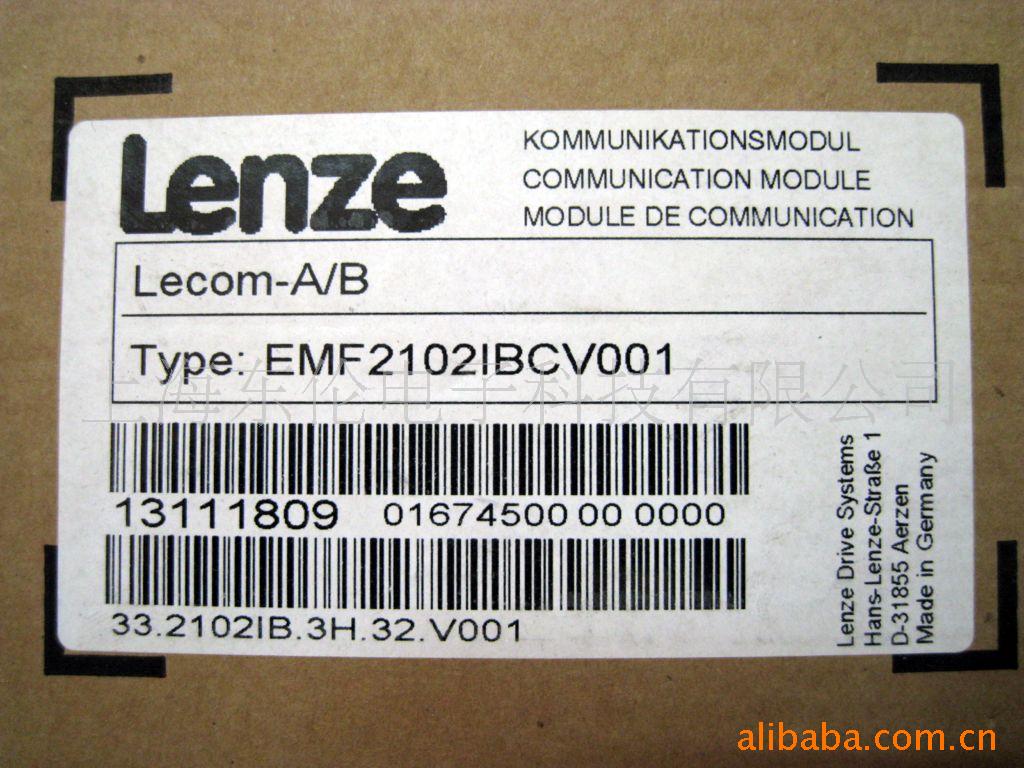 Lenze
KOMMUNIKATIONSMODUL
COMMUNICATION MODULE
MODULE DE COMMUNICATION
Lecom-A/B
Type: EMF2102IBCV001
上海东伦电子科技有限公司
13111809 01674500 00 0000
33.2102IB.3H.32.V001
Lenze Drive Systems
Hans-Lenze-Straße 1
D-31855 Aerzen
Made in Germany
alibaba.com.cn